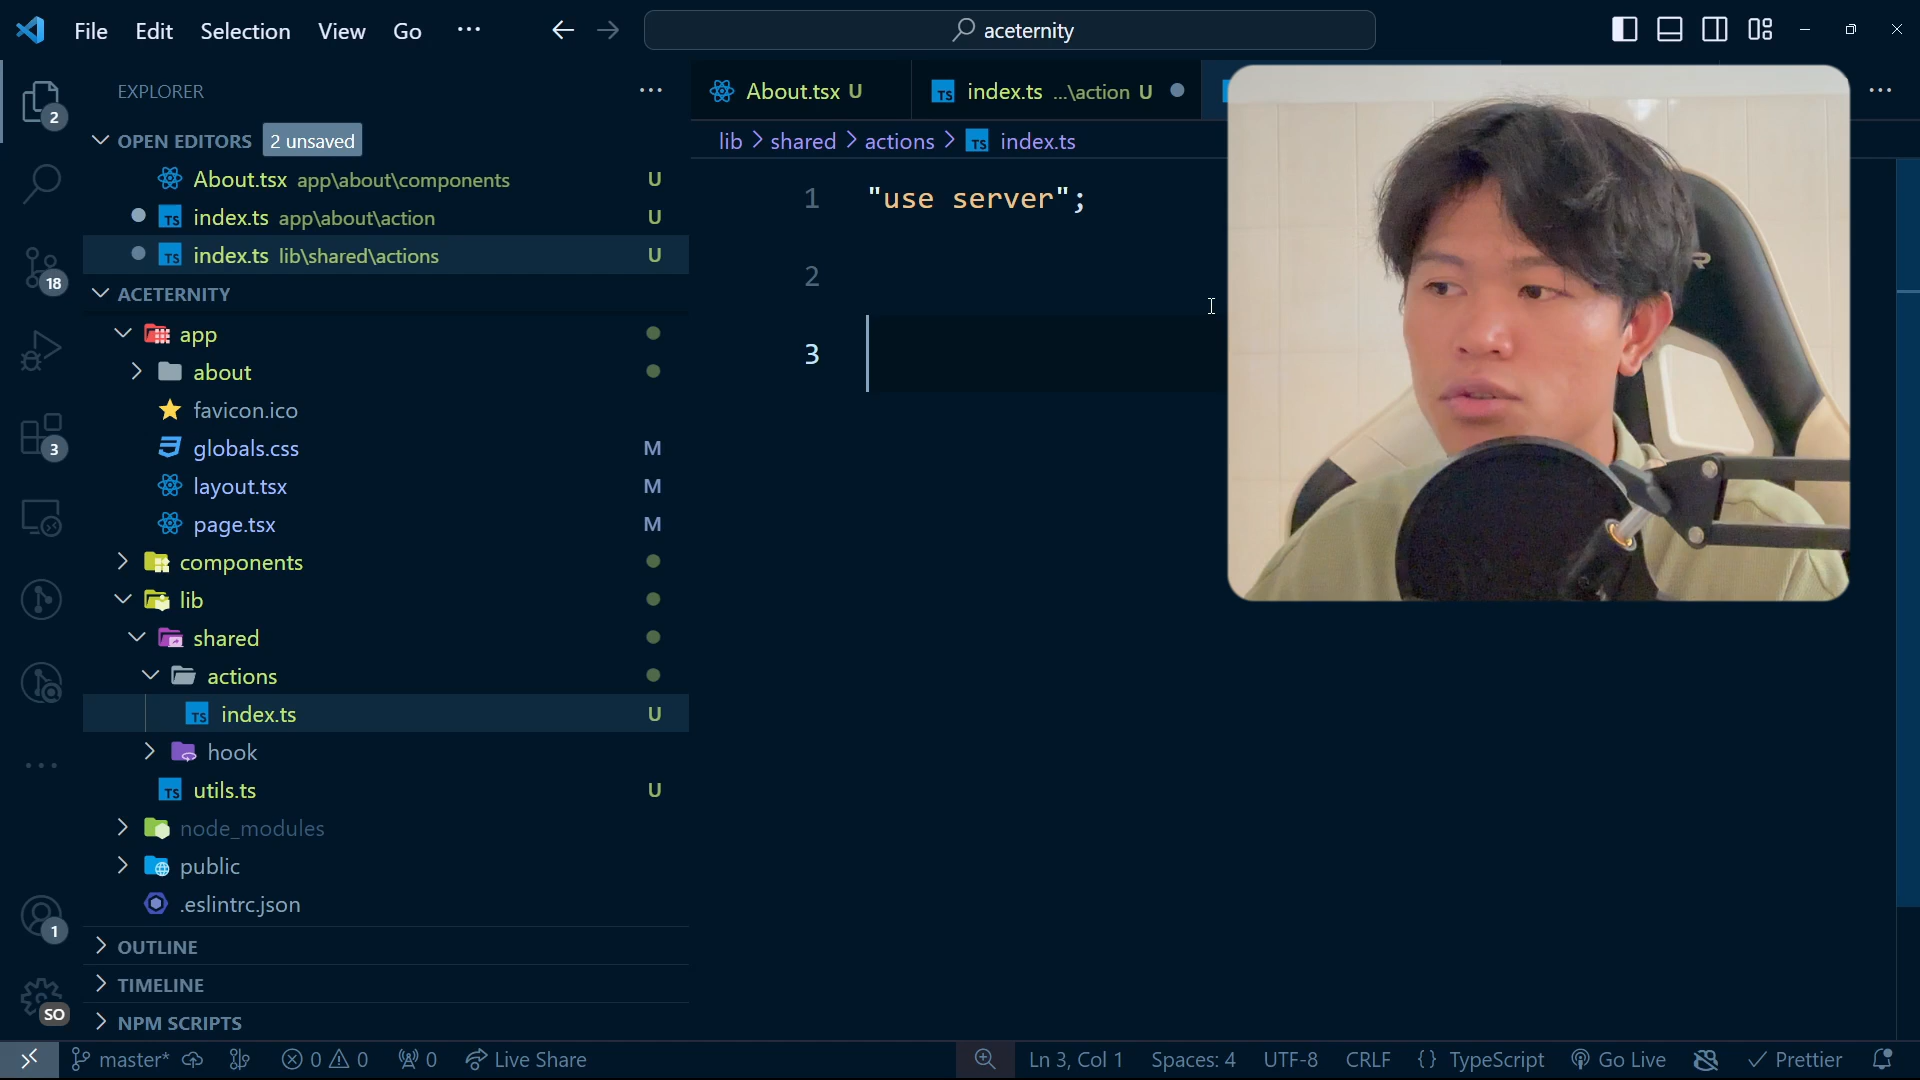 File Edit Selection View Go ···
aceternity
EXPLORER
OPEN EDITORS 2 unsaved
About.tsx app\about\components U
index.ts app\about\action U
index.ts lib\shared\actions U
ACETERNITY
app
about
favicon.ico
globals.css M
layout.tsx M
page.tsx M
components
lib
shared
actions
index.ts U
hook
utils.ts U
node_modules
public
.eslintrc.json
OUTLINE
TIMELINE
NPM SCRIPTS
2
18
3
1
SO
About.tsx U
index.ts ...\action U
TS
lib > shared > actions > TS index.ts
1 "use server";
2
3
R
master* 0 0 0 Live Share
Ln 3, Col 1 Spaces: 4 UTF-8 CRLF {} TypeScript Go Live Prettier